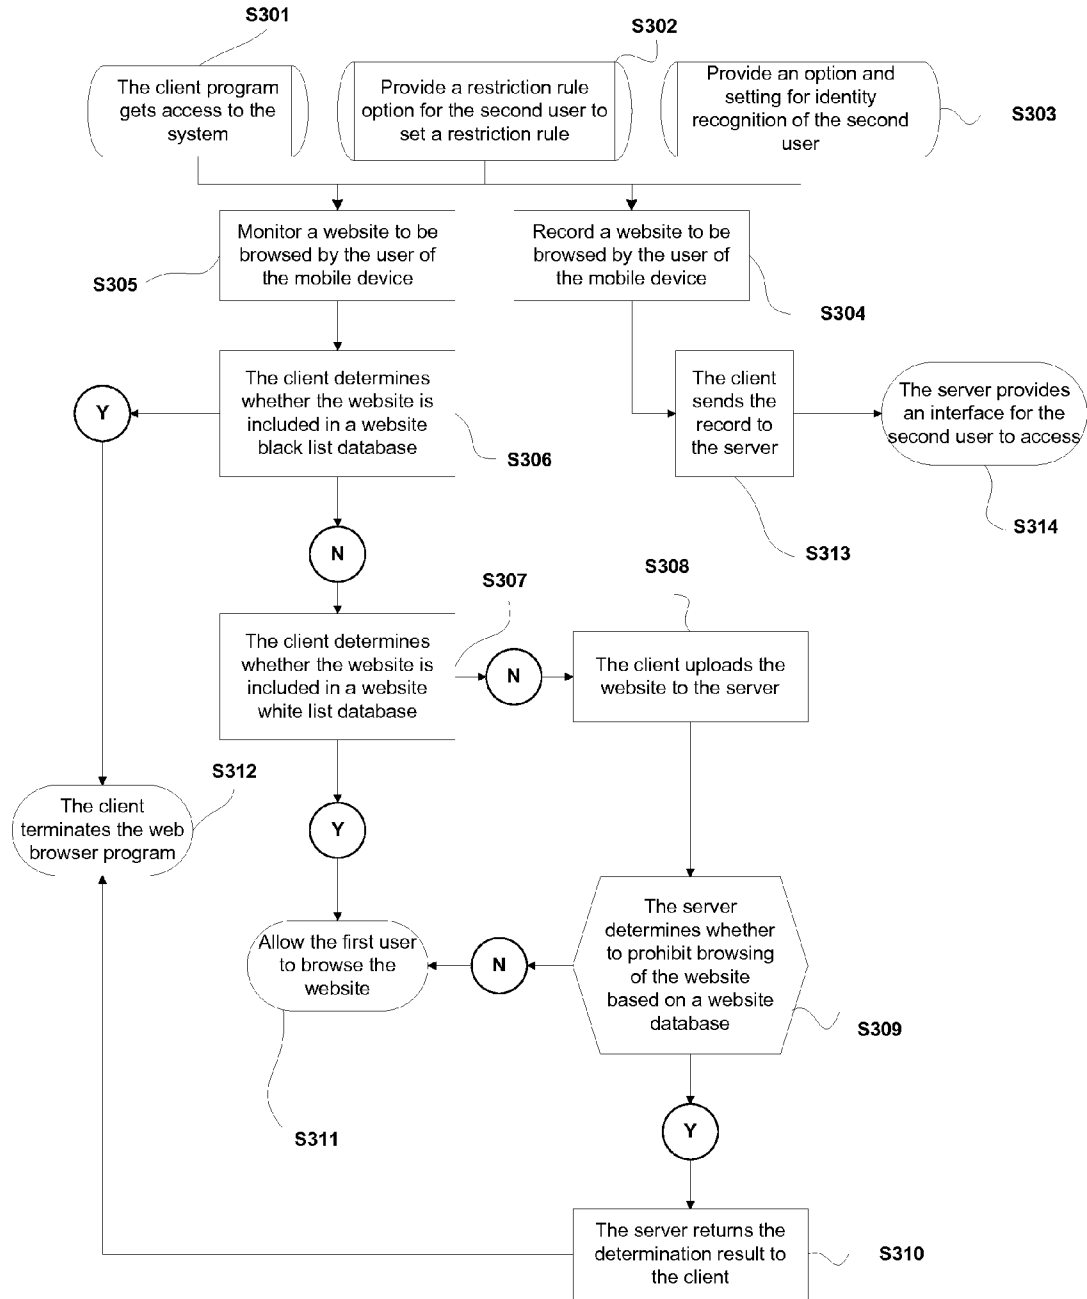 S301
S302
The client program
gets access to the
system
Provide a restriction rule
option for the second user to
set a restriction rule
Provide an option and
setting for identity
recognition of the second
user
S303
Monitor a website to be
browsed by the user of
the mobile device
S305
Record a website to be
browsed by the user of
the mobile device
S304
The client determines
whether the website is
included in a website
black list database
Y
S306
The client
sends the
record to
the server
S313
The server provides
an interface for the
second user to access
S314
N
S307
S308
The client determines
whether the website is
included in a website
white list database
N
The client uploads the
website to the server
S312
The client
terminates the web
browser program
Y
Allow the first user
to browse the
website
N
The server
determines whether
to prohibit browsing
of the website
based on a website
database
S309
S311
Y
The server returns the
determination result to
the client
S310